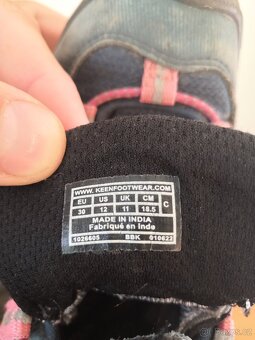 WWW.KEENFOOTWEAR.COM
EU US UK CM C
30 12 11 18.5
MADE IN INDIA
Fabriqué en Inde
1026605 BBK 010622